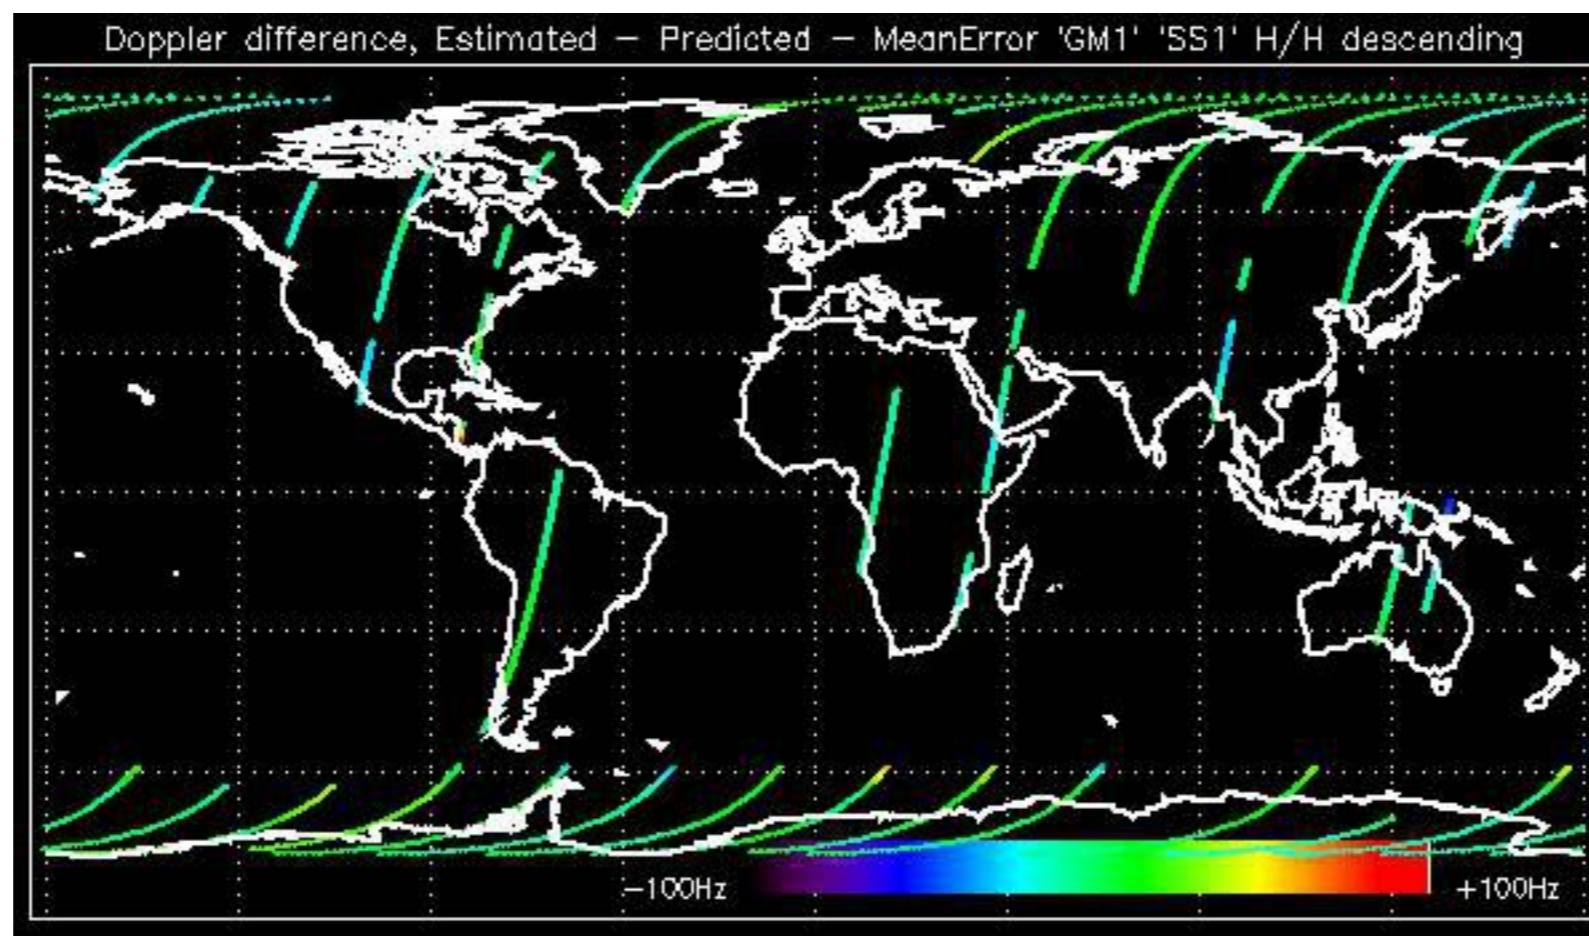 Doppler difference, Estimated – Predicted – MeanError 'GM1' 'SS1' H/H descending
–100Hz
+100Hz